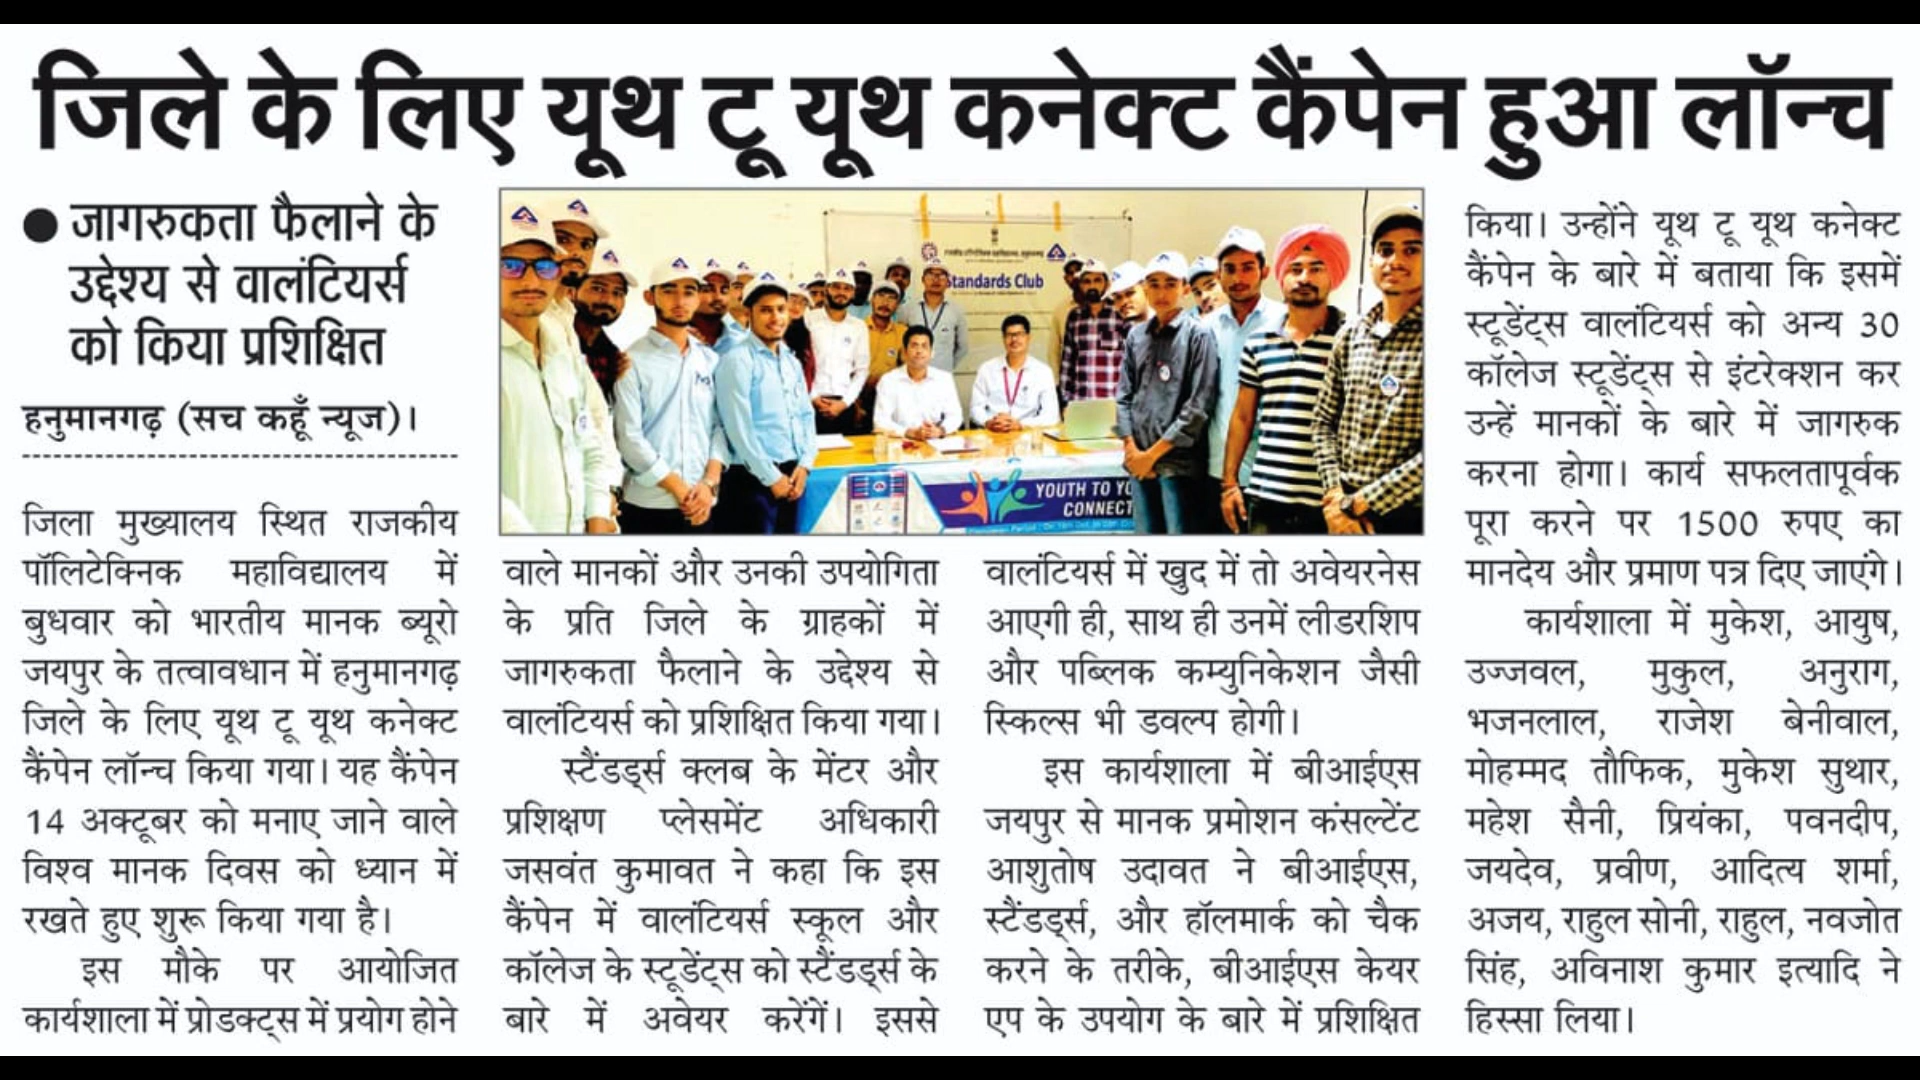 जिले के लिए यूथ टू यूथ कनेक्ट कैंपेन हुआ लॉन्च
● जागरुकता फैलाने के
उद्देश्य से वालंटियर्स
को किया प्रशिक्षित
हनुमानगढ़ (सच कहूँ न्यूज)।
जिला मुख्यालय स्थित राजकीय
पॉलिटेक्निक महाविद्यालय में
बुधवार को भारतीय मानक ब्यूरो
जयपुर के तत्वावधान में हनुमानगढ़
जिले के लिए यूथ टू यूथ कनेक्ट
कैंपेन लॉन्च किया गया। यह कैंपेन
14 अक्टूबर को मनाए जाने वाले
विश्व मानक दिवस को ध्यान में
रखते हुए शुरू किया गया है।
इस मौके पर आयोजित
कार्यशाला में प्रोडक्ट्स में प्रयोग होने
Standards Club
YOUTH TO YO
CONNECT
वाले मानकों और उनकी उपयोगिता
के प्रति जिले के ग्राहकों में
जागरुकता फैलाने के उद्देश्य से
वालंटियर्स को प्रशिक्षित किया गया।
स्टैंडर्ड्स क्लब के मेंटर और
प्रशिक्षण प्लेसमेंट अधिकारी
जसवंत कुमावत ने कहा कि इस
कैंपेन में वालंटियर्स स्कूल और
कॉलेज के स्टूडेंट्स को स्टैंडर्ड्स के
बारे में अवेयर करेंगें। इससे
वालंटियर्स में खुद में तो अवेयरनेस
आएगी ही, साथ ही उनमें लीडरशिप
और पब्लिक कम्युनिकेशन जैसी
स्किल्स भी डवल्प होगी।
इस कार्यशाला में बीआईएस
जयपुर से मानक प्रमोशन कंसल्टेंट
आशुतोष उदावत ने बीआईएस,
स्टैंडर्ड्स, और हॉलमार्क को चैक
करने के तरीके, बीआईएस केयर
एप के उपयोग के बारे में प्रशिक्षित
किया। उन्होंने यूथ टू यूथ कनेक्ट
कैंपेन के बारे में बताया कि इसमें
स्टूडेंट्स वालंटियर्स को अन्य 30
कॉलेज स्टूडेंट्स से इंटरेक्शन कर
उन्हें मानकों के बारे में जागरुक
करना होगा। कार्य सफलतापूर्वक
पूरा करने पर 1500 रुपए का
मानदेय और प्रमाण पत्र दिए जाएंगे।
कार्यशाला में मुकेश, आयुष,
उज्जवल, मुकुल, अनुराग,
भजनलाल, राजेश बेनीवाल,
मोहम्मद तौफिक, मुकेश सुथार,
महेश सैनी, प्रियंका, पवनदीप,
जयदेव, प्रवीण, आदित्य शर्मा,
अजय, राहुल सोनी, राहुल, नवजोत
सिंह, अविनाश कुमार इत्यादि ने
हिस्सा लिया।